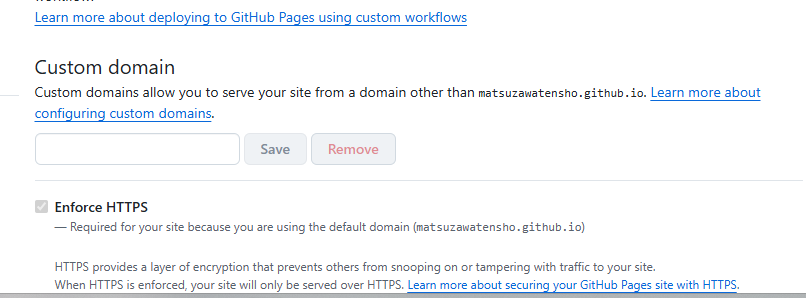 Learn more about deploying to GitHub Pages using custom workflows
Custom domain
Custom domains allow you to serve your site from a domain other than matsuzawatensho.github.io. Learn more about
configuring custom domains.
Save Remove
Enforce HTTPS
— Required for your site because you are using the default domain (matsuzawatensho.github.io)
HTTPS provides a layer of encryption that prevents others from snooping on or tampering with traffic to your site.
When HTTPS is enforced, your site will only be served over HTTPS. Learn more about securing your GitHub Pages site with HTTPS.